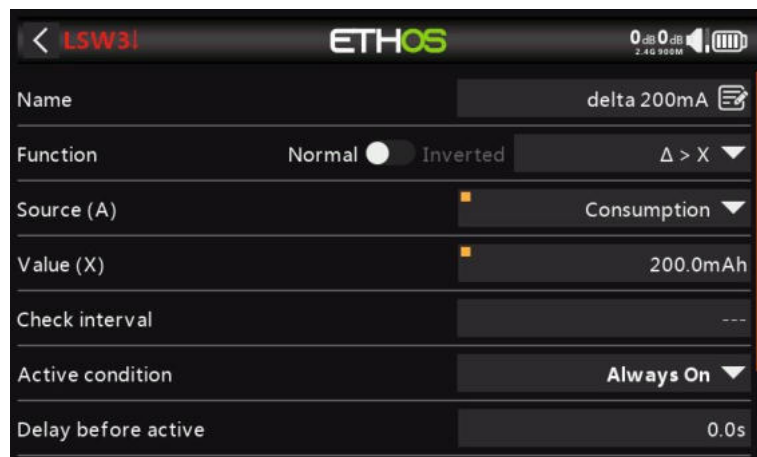 LSW3↓ ETHOS 0dB 0dB
2.4G 900M
Name delta 200mA
Function Normal Inverted Δ > X
Source (A) Consumption
Value (X) 200.0mAh
Check interval ---
Active condition Always On
Delay before active 0.0s